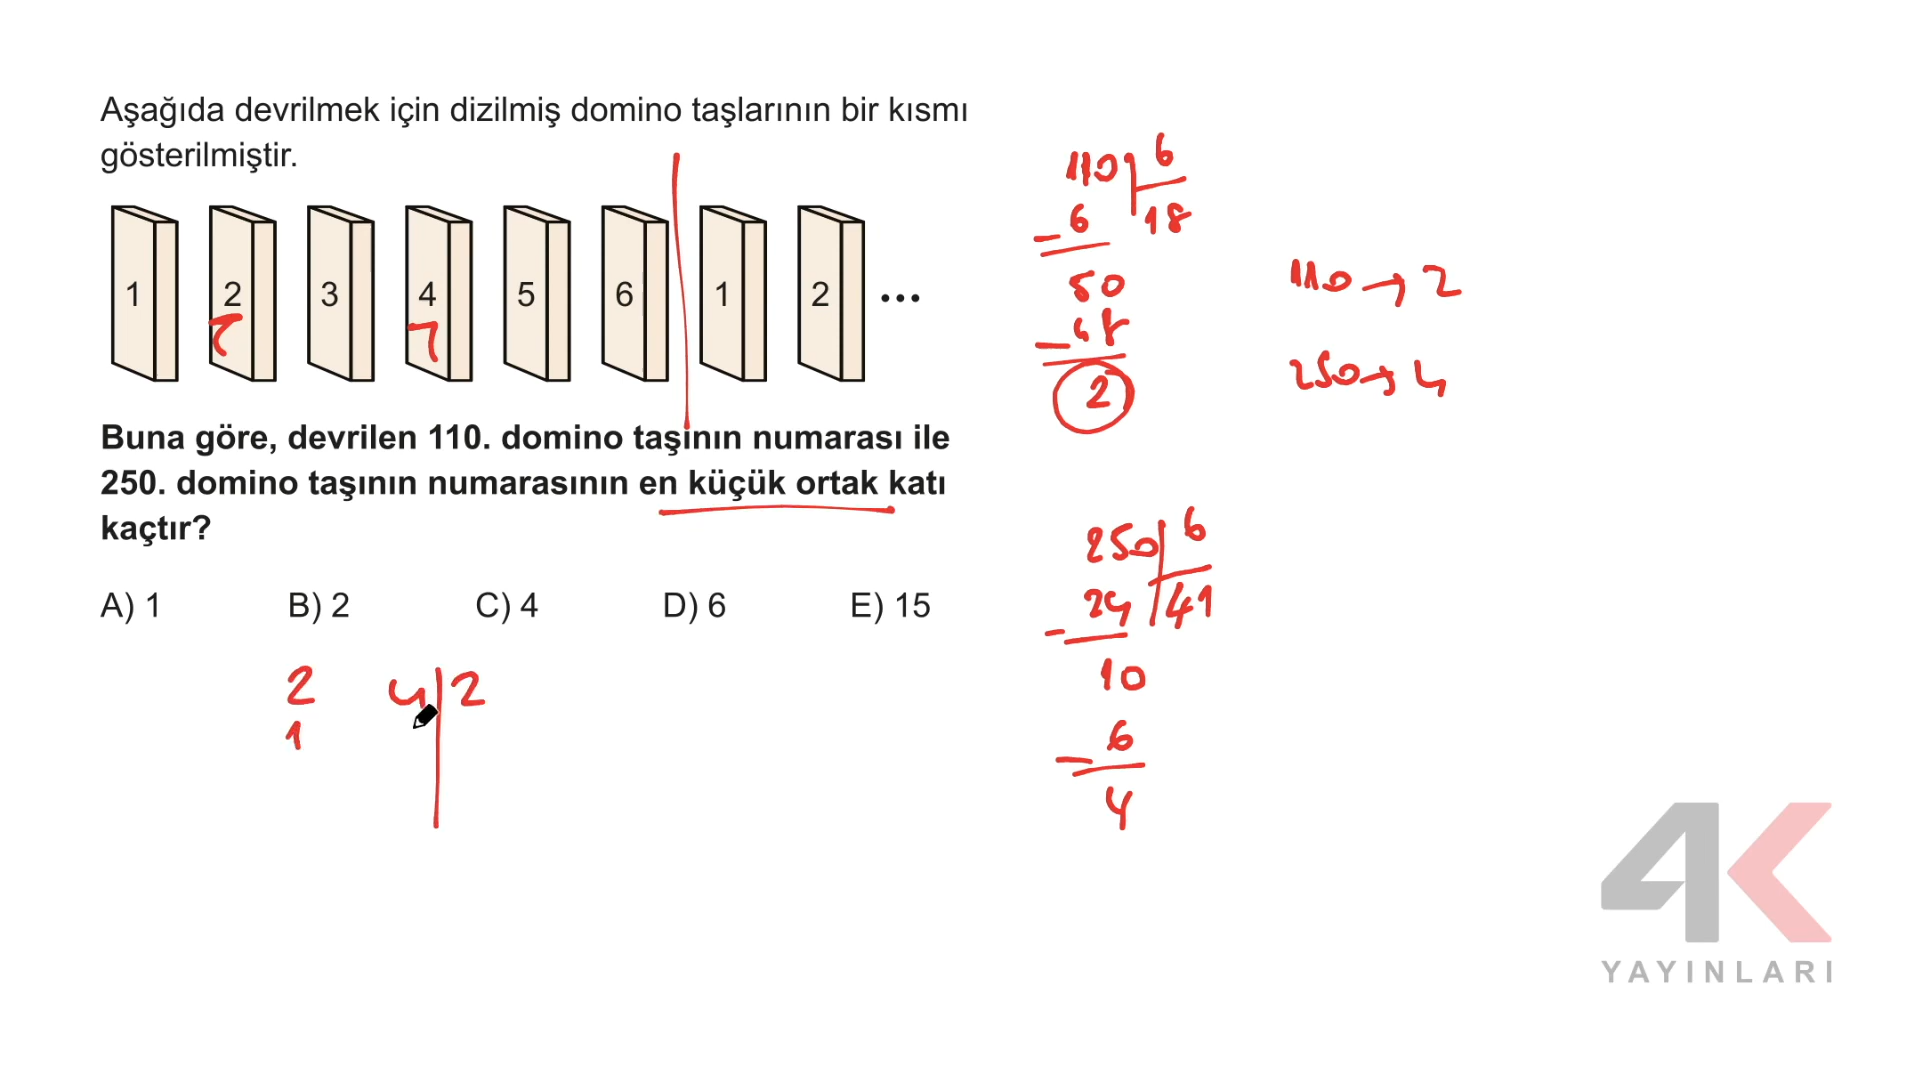 Aşağıda devrilmek için dizilmiş domino taşlarının bir kısmı
gösterilmiştir.
1 2 3 4 5 6 1 2 ...
Buna göre, devrilen 110. domino taşının numarası ile
250. domino taşının numarasının en küçük ortak katı
kaçtır?
A) 1 B) 2 C) 4 D) 6 E) 15
2 4 2
1
110 6
6 18
50
48
2
110 → 2
250 → 4
250 6
24 41
10
6
4
4K
YAYINLARI